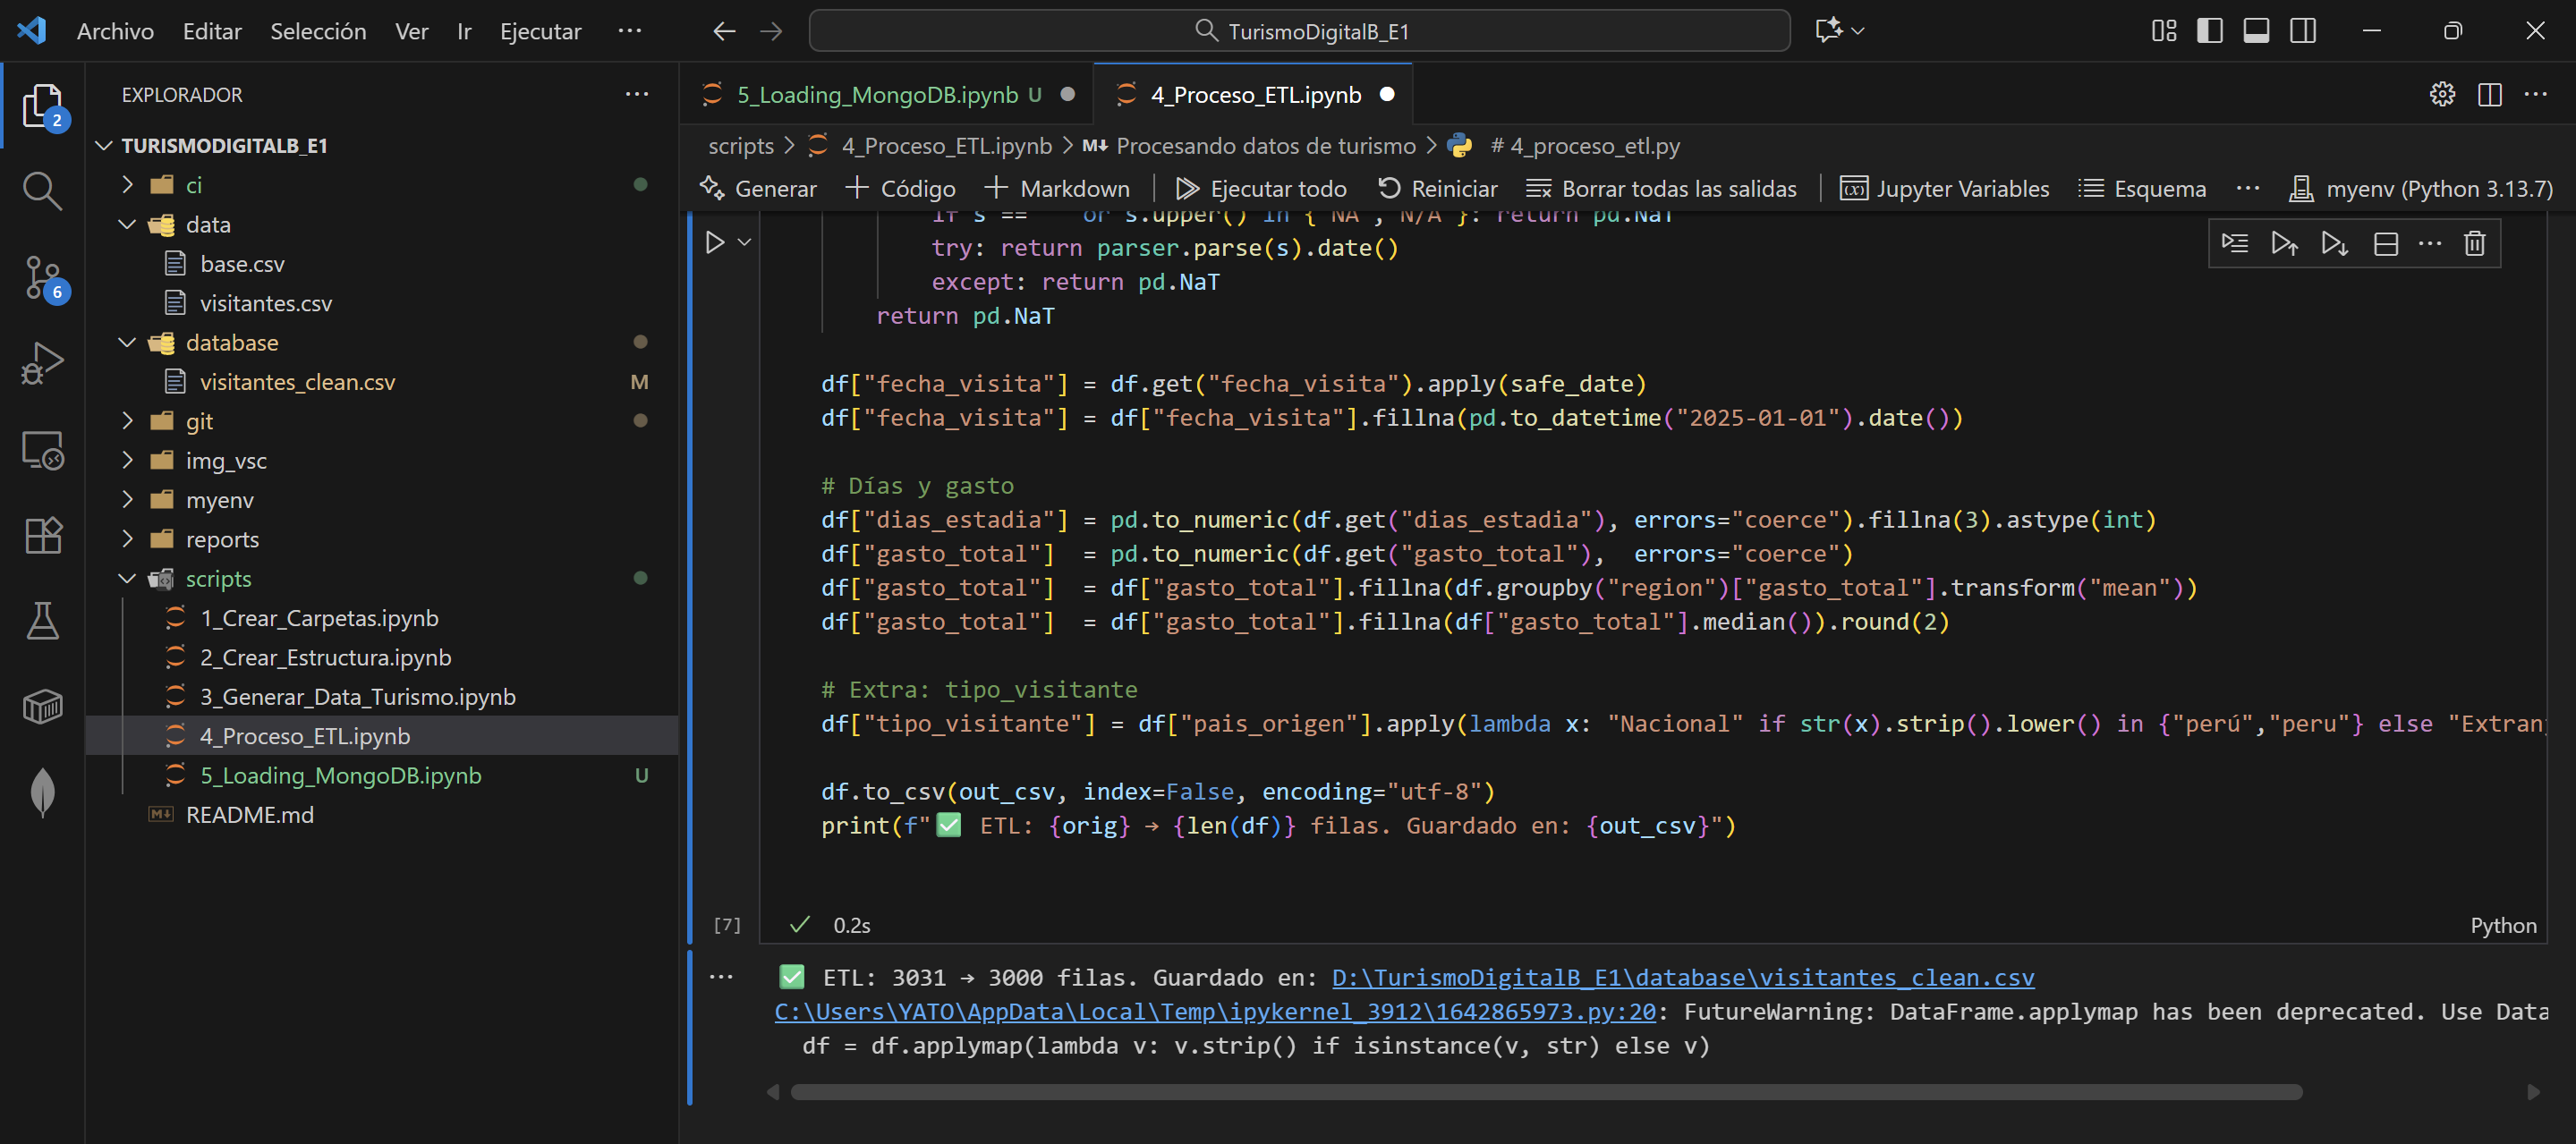 Archivo Editar Selección Ver Ir Ejecutar ··· TurismoDigitalB_E1
EXPLORADOR ···
2
TURISMODIGITALB_E1
ci
data
base.csv
visitantes.csv
6
database
visitantes_clean.csv M
git
img_vsc
myenv
reports
scripts
1_Crear_Carpetas.ipynb
2_Crear_Estructura.ipynb
3_Generar_Data_Turismo.ipynb
4_Proceso_ETL.ipynb
5_Loading_MongoDB.ipynb U
README.md
5_Loading_MongoDB.ipynb U 4_Proceso_ETL.ipynb
scripts > 4_Proceso_ETL.ipynb > M↓ Procesando datos de turismo > # 4_proceso_etl.py
Generar + Código + Markdown | Ejecutar todo Reiniciar Borrar todas las salidas | Jupyter Variables Esquema ··· myenv (Python 3.13.7)
if s == or s.upper() in {"NA", "N/A"}: return pd.NaT
try: return parser.parse(s).date()
except: return pd.NaT
return pd.NaT
df["fecha_visita"] = df.get("fecha_visita").apply(safe_date)
df["fecha_visita"] = df["fecha_visita"].fillna(pd.to_datetime("2025-01-01").date())
# Días y gasto
df["dias_estadia"] = pd.to_numeric(df.get("dias_estadia"), errors="coerce").fillna(3).astype(int)
df["gasto_total"]  = pd.to_numeric(df.get("gasto_total"),  errors="coerce")
df["gasto_total"]  = df["gasto_total"].fillna(df.groupby("region")["gasto_total"].transform("mean"))
df["gasto_total"]  = df["gasto_total"].fillna(df["gasto_total"].median()).round(2)
# Extra: tipo_visitante
df["tipo_visitante"] = df["pais_origen"].apply(lambda x: "Nacional" if str(x).strip().lower() in {"perú","peru"} else "Extran
df.to_csv(out_csv, index=False, encoding="utf-8")
print(f"✅ ETL: {orig} → {len(df)} filas. Guardado en: {out_csv}")
[7] ✓ 0.2s Python
··· ✅ ETL: 3031 → 3000 filas. Guardado en: D:\TurismoDigitalB_E1\database\visitantes_clean.csv
C:\Users\YATO\AppData\Local\Temp\ipykernel_3912\1642865973.py:20: FutureWarning: DataFrame.applymap has been deprecated. Use Data
df = df.applymap(lambda v: v.strip() if isinstance(v, str) else v)